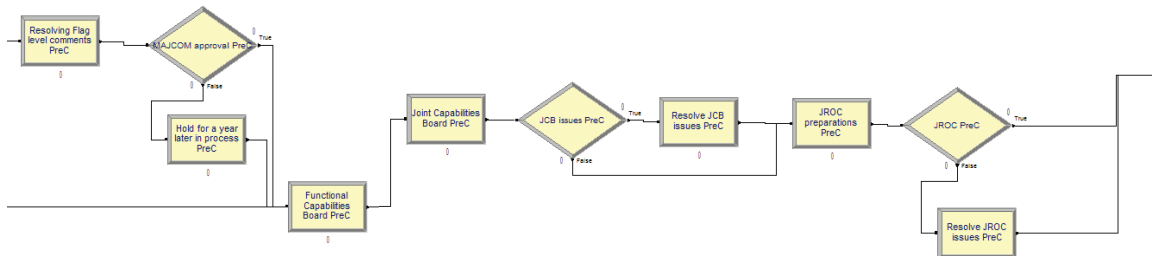 Resolving Flag
level comments
PreC
0
MAJCOM approval PreC
0
True
0
False
Hold for a year
later in process
PreC
0
Functional
Capabilities
Board PreC
0
Joint Capabilities
Board PreC
0
JCB issues PreC
0
True
0
False
Resolve JCB
issues PreC
0
JROC
preparations
PreC
0
JROC PreC
0
True
0
False
Resolve JROC
issues PreC
0